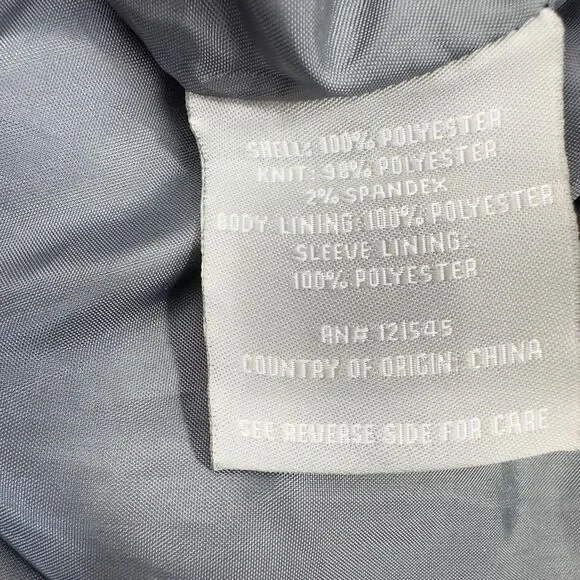 SHELL: 100% POLYESTER
KNIT: 98% POLYESTER
2% SPANDEX
BODY LINING: 100% POLYESTER
SLEEVE LINING:
100% POLYESTER
AN# 121545
COUNTRY OF ORIGIN: CHINA
SEE REVERSE SIDE FOR CARE